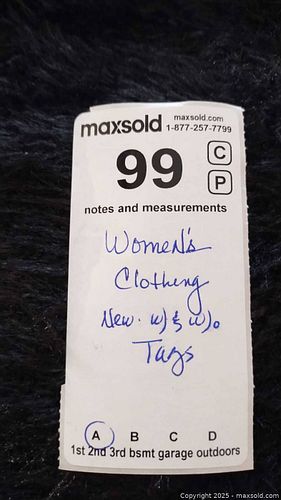 maxsold maxsold.com
1-877-257-7799
99 C
P
notes and measurements
Women's
Clothing
New. w) & w)o
Tags
A B C D
1st 2nd 3rd bsmt garage outdoors
Copyright 2025 - maxsold.com